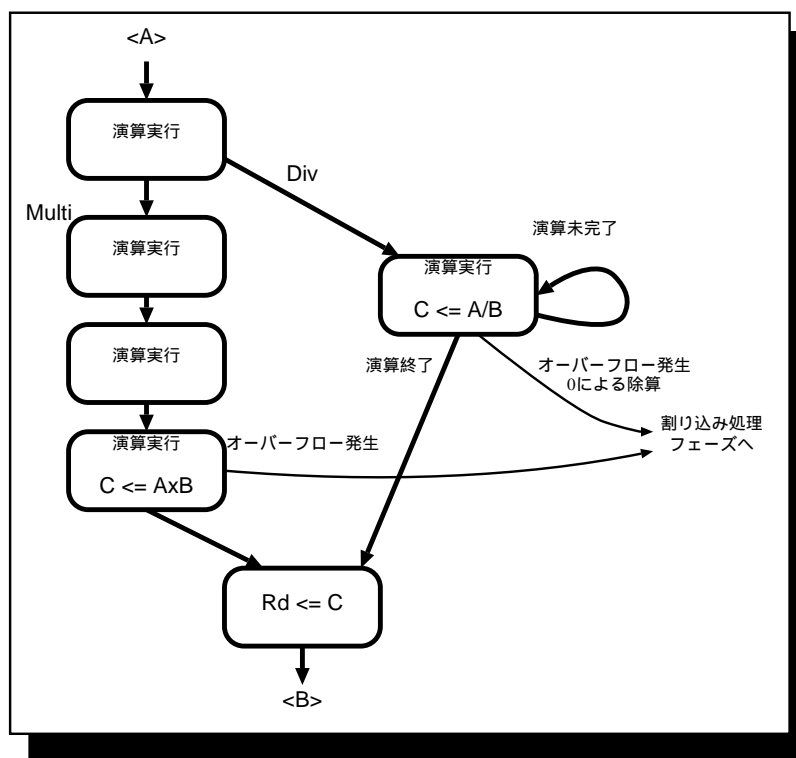 <A>
演算実行
Div
Multi
演算実行
演算未完了
演算実行
C <= A/B
演算実行
演算終了
オーバーフロー発生
0による除算
割り込み処理
フェーズへ
演算実行
オーバーフロー発生
C <= AxB
Rd <= C
<B>